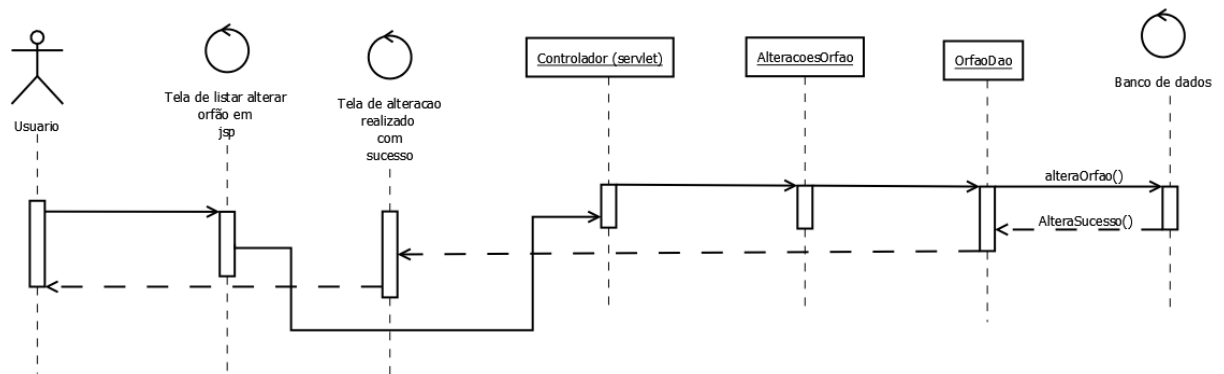 Usuario
Tela de listar alterar
orfão em
jsp
Tela de alteracao
realizado
com
sucesso
Controlador (servlet)
AlteracoesOrfao
OrfaoDao
Banco de dados
alteraOrfao()
AlteraSucesso()